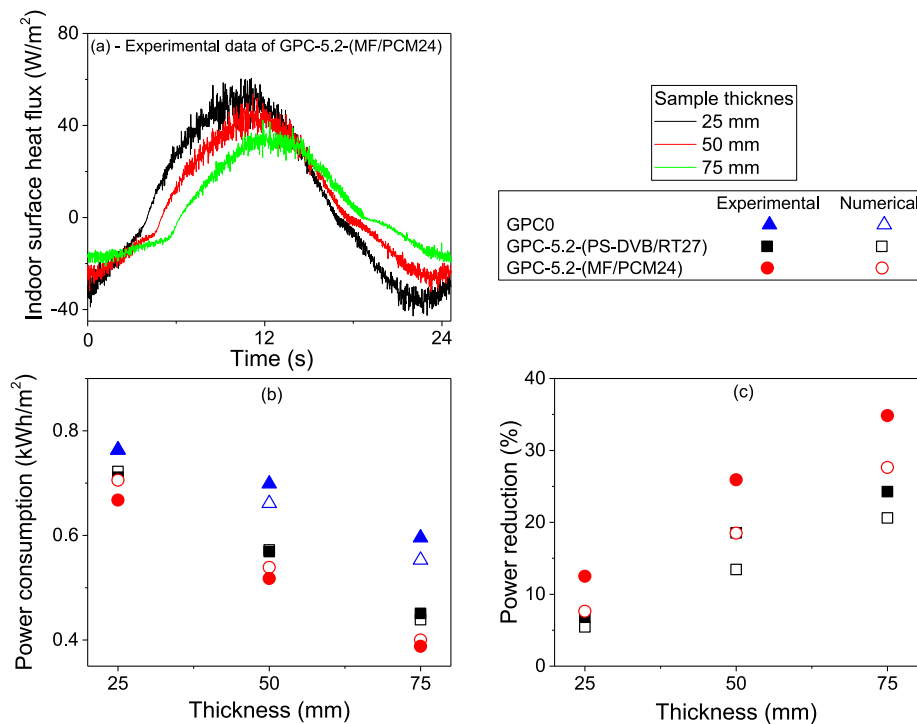 (a) - Experimental data of GPC-5.2-(MF/PCM24)
Indoor surface heat flux (W/m²)
80
40
0
-40
0
12
24
Time (s)
Sample thicknes
25 mm
50 mm
75 mm
Experimental Numerical
GPC0
GPC-5.2-(PS-DVB/RT27)
GPC-5.2-(MF/PCM24)
(b)
Power consumption (kWh/m²)
0.8
0.6
0.4
25
50
75
Thickness (mm)
(c)
Power reduction (%)
40
30
20
10
0
25
50
75
Thickness (mm)